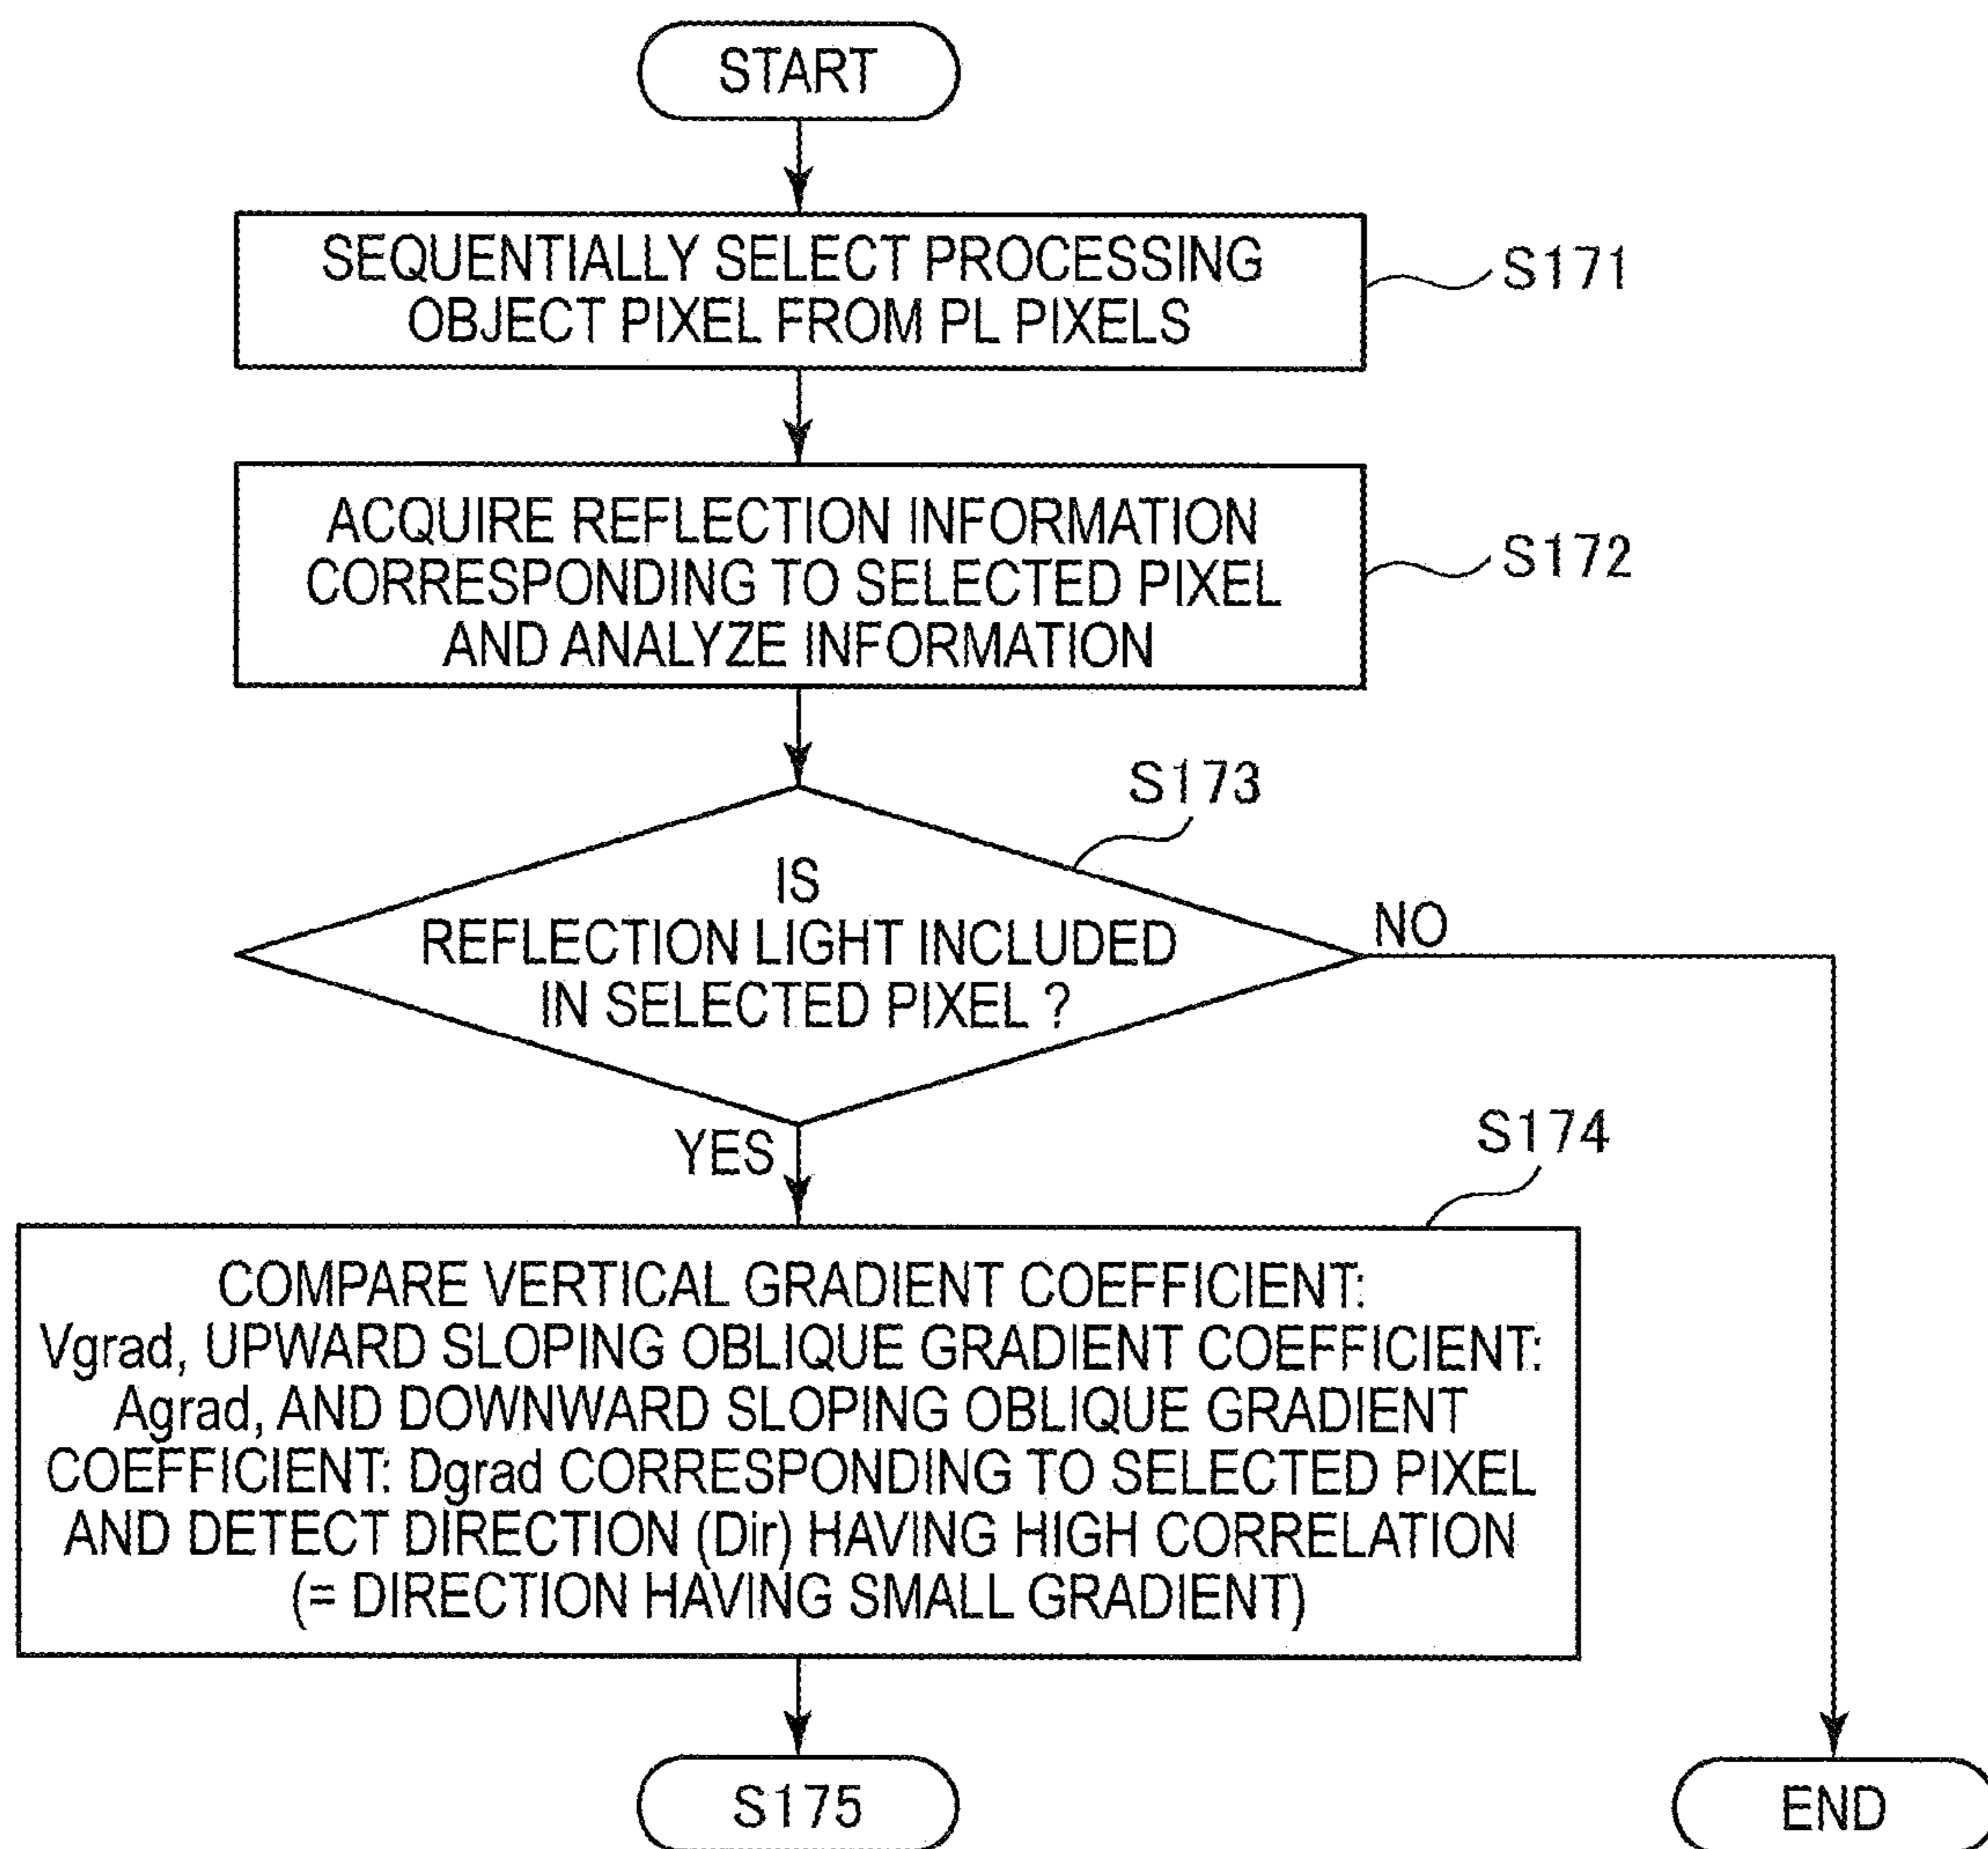 START
SEQUENTIALLY SELECT PROCESSING
OBJECT PIXEL FROM PL PIXELS
S171
ACQUIRE REFLECTION INFORMATION
CORRESPONDING TO SELECTED PIXEL
AND ANALYZE INFORMATION
S172
S173
IS
REFLECTION LIGHT INCLUDED
IN SELECTED PIXEL ?
NO
YES
S174
COMPARE VERTICAL GRADIENT COEFFICIENT:
Vgrad, UPWARD SLOPING OBLIQUE GRADIENT COEFFICIENT:
Agrad, AND DOWNWARD SLOPING OBLIQUE GRADIENT
COEFFICIENT: Dgrad CORRESPONDING TO SELECTED PIXEL
AND DETECT DIRECTION (Dir) HAVING HIGH CORRELATION
(= DIRECTION HAVING SMALL GRADIENT)
S175
END